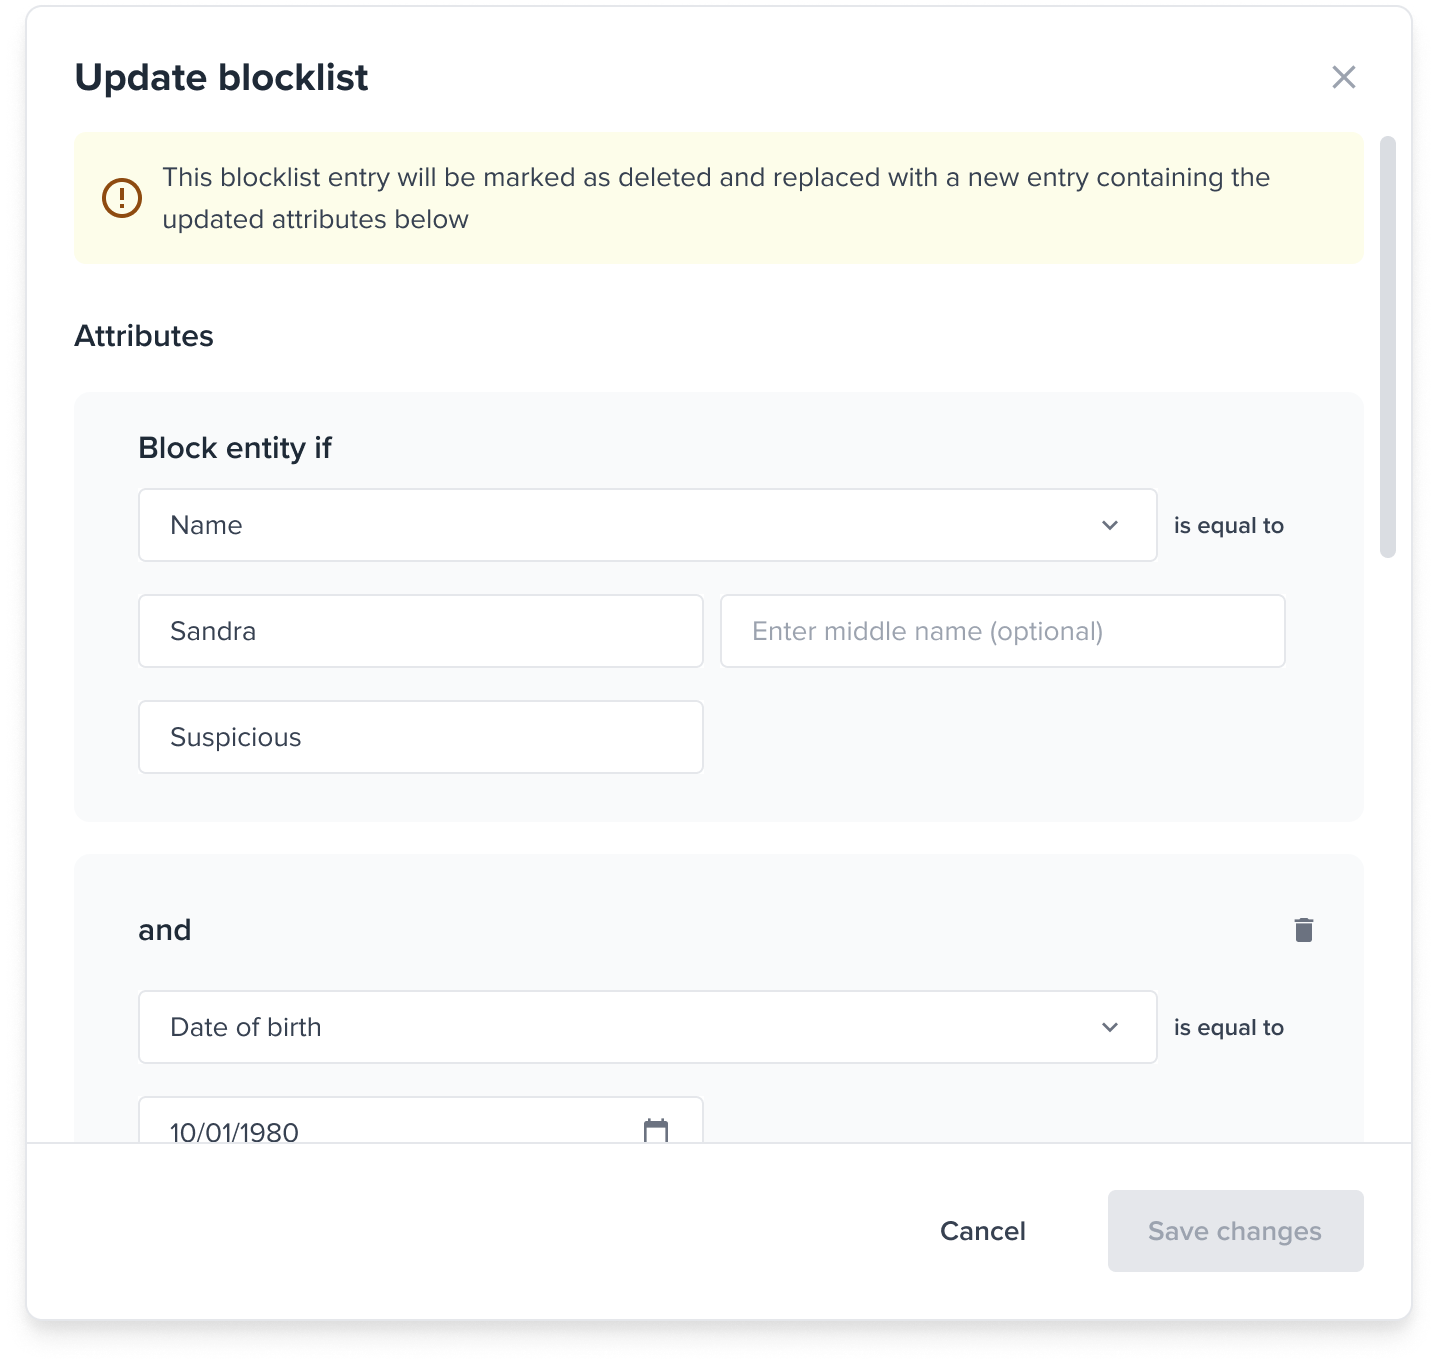 Update blocklist
This blocklist entry will be marked as deleted and replaced with a new entry containing the
updated attributes below
Attributes
Block entity if
Name
is equal to
Sandra
Enter middle name (optional)
Suspicious
and
Date of birth
is equal to
10/01/1980
Cancel
Save changes